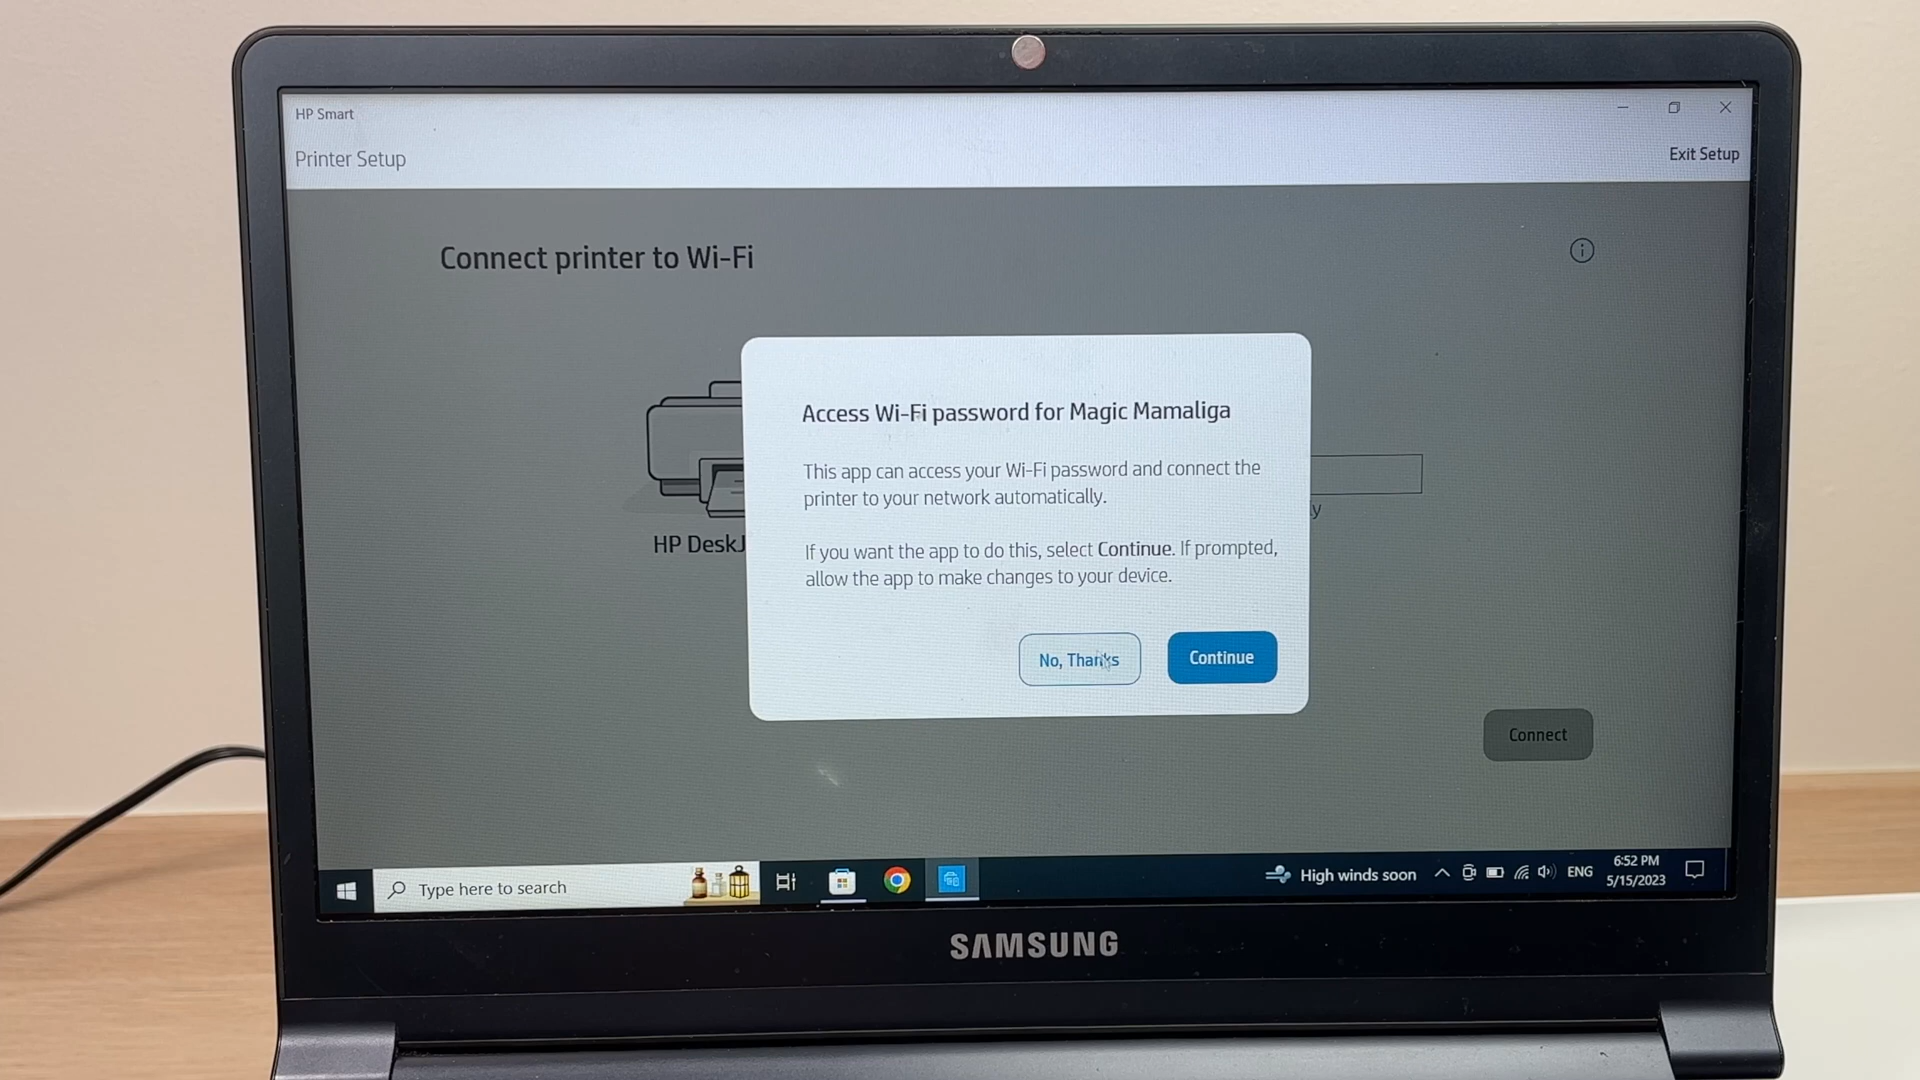 HP Smart
Printer Setup
Exit Setup
Connect printer to Wi-Fi
Access Wi-Fi password for Magic Mamaliga
This app can access your Wi-Fi password and connect the
printer to your network automatically.
If you want the app to do this, select Continue. If prompted,
allow the app to make changes to your device.
HP DeskJ
y
No, Thanks
Continue
Connect
Type here to search
High winds soon
ENG
6:52 PM
5/15/2023
SAMSUNG